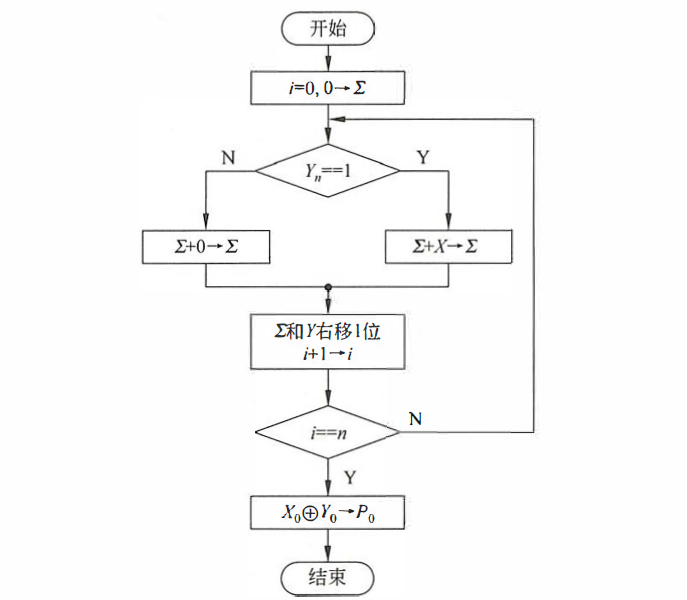 开始
i=0, 0→Σ
N
Y
Yₙ==1
Σ+0→Σ
Σ+X→Σ
Σ和Y右移1位
i+1→i
i==n
N
Y
X₀⊕Y₀→P₀
结束